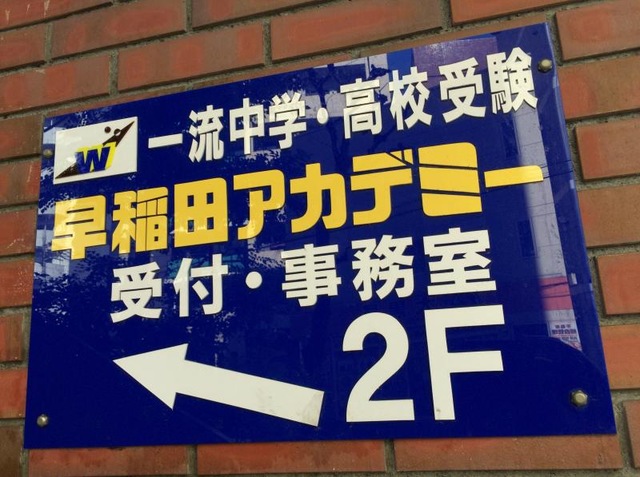 W
一流中学・高校受験
早稲田アカデミー
受付・事務室
2F